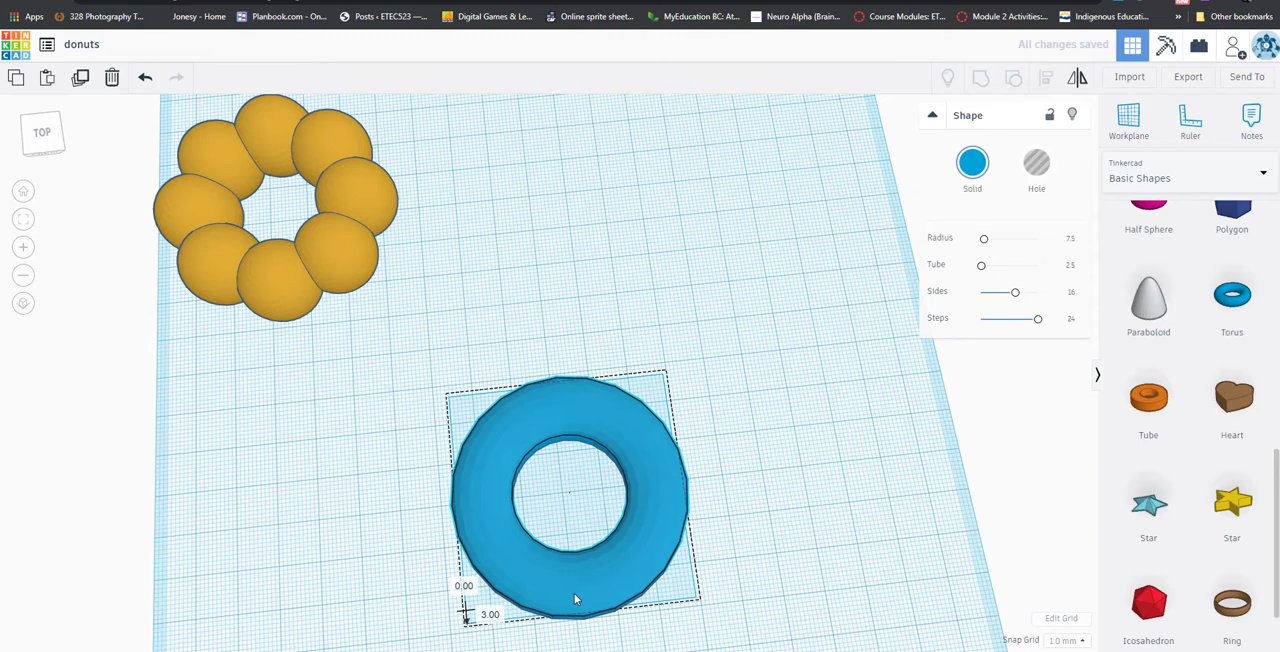 Apps 328 Photography T... Jonesy - Home Planbook.com - On... Posts ‹ ETEC523 —... Digital Games & Le... Online sprite sheet... MyEducation BC: At... Neuro Alpha (Brain... Course Modules: ET... Module 2 Activities:... Indigenous Educati... » Other bookmarks
TIN
KER
CAD
donuts
All changes saved
Import Export Send To
TOP
Shape
Solid Hole
Radius 7.5
Tube 2.5
Sides 16
Steps 24
Workplane Ruler Notes
Tinkercad
Basic Shapes
Half Sphere Polygon
Paraboloid Torus
Tube Heart
Star Star
Icosahedron Ring
0.00
3.00
Edit Grid
Snap Grid 1.0 mm